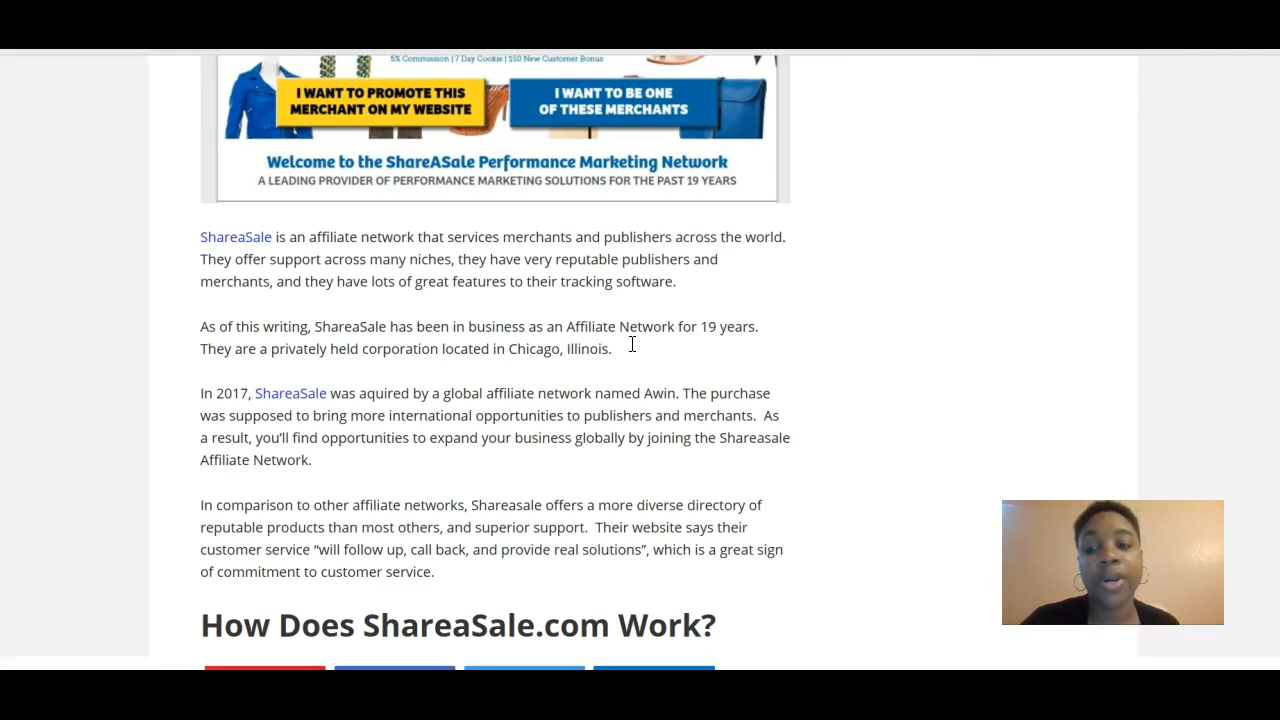 5% Commission | 7 Day Cookie | $50 New Customer Bonus
I WANT TO PROMOTE THIS
MERCHANT ON MY WEBSITE
I WANT TO BE ONE
OF THESE MERCHANTS
Welcome to the ShareASale Performance Marketing Network
A LEADING PROVIDER OF PERFORMANCE MARKETING SOLUTIONS FOR THE PAST 19 YEARS
ShareaSale is an affiliate network that services merchants and publishers across the world.
They offer support across many niches, they have very reputable publishers and
merchants, and they have lots of great features to their tracking software.
As of this writing, ShareaSale has been in business as an Affiliate Network for 19 years.
They are a privately held corporation located in Chicago, Illinois.
In 2017, ShareaSale was aquired by a global affiliate network named Awin. The purchase
was supposed to bring more international opportunities to publishers and merchants.  As
a result, you’ll find opportunities to expand your business globally by joining the Shareasale
Affiliate Network.
In comparison to other affiliate networks, Shareasale offers a more diverse directory of
reputable products than most others, and superior support.  Their website says their
customer service “will follow up, call back, and provide real solutions”, which is a great sign
of commitment to customer service.
How Does ShareaSale.com Work?